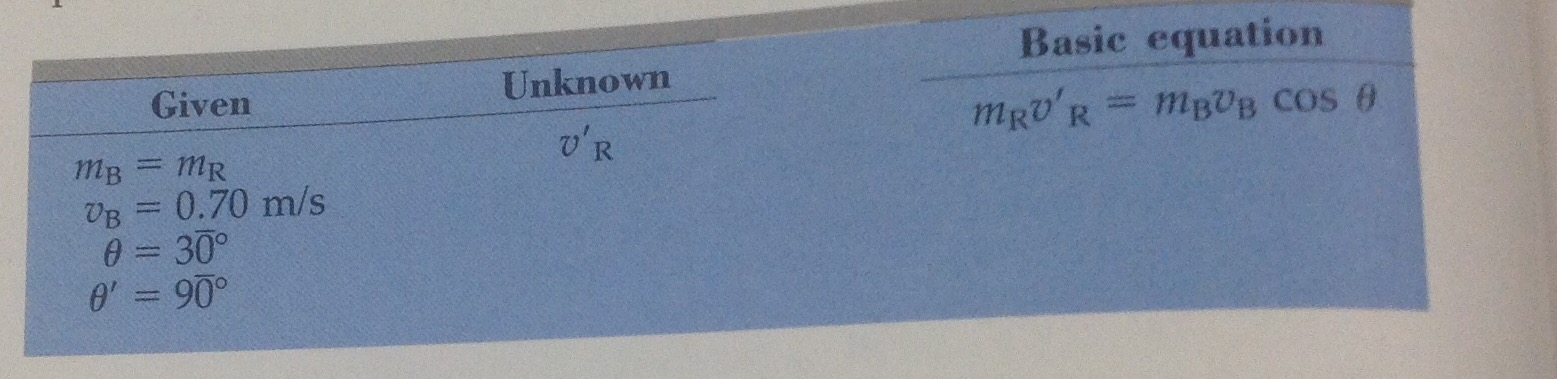 Given
Unknown
Basic equation
m_B = m_R
v_B = 0.70 m/s
θ = 30̅°
θ′ = 90̅°
v′_R
m_Rv′_R = m_Bv_B cos θ